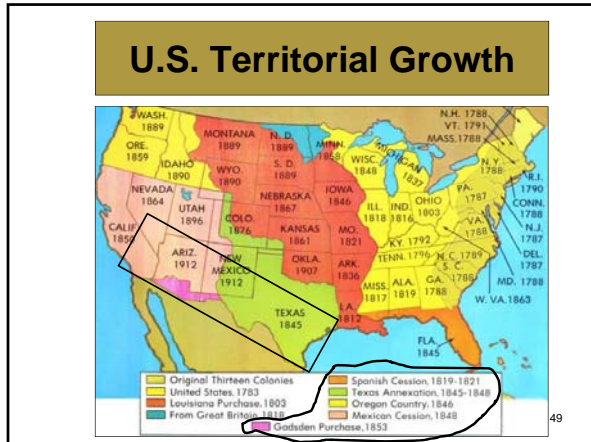 U.S. Territorial Growth
WASH.
1889
ORE.
1859
IDAHO
1890
MONTANA
1889
N. D.
1889
MINN.
1858
S. D.
1889
WYO.
1890
NEBRASKA
1867
IOWA
1846
WISC.
1848
MICHIGAN
1837
N.H. 1788
VT. 1791
MASS. 1788
N.Y.
1788
R.I.
1790
CONN.
1788
N.J.
1787
DEL.
1787
MD. 1788
PA.
1787
OHIO
1803
IND.
1816
ILL.
1818
VA.
1788
W. VA. 1863
NEVADA
1864
UTAH
1896
COLO.
1876
KANSAS
1861
MO.
1821
KY. 1792
TENN. 1796
N.C. 1789
S. C.
1788
CALIF.
1850
ARIZ.
1912
NEW
MEXICO
1912
OKLA.
1907
ARK.
1836
MISS.
1817
ALA.
1819
GA.
1788
TEXAS
1845
LA.
1812
FLA.
1845
Original Thirteen Colonies
United States, 1783
Louisiana Purchase, 1803
From Great Britain, 1818
Spanish Cession, 1819-1821
Texas Annexation, 1845-1848
Oregon Country, 1846
Mexican Cession, 1848
Gadsden Purchase, 1853
49